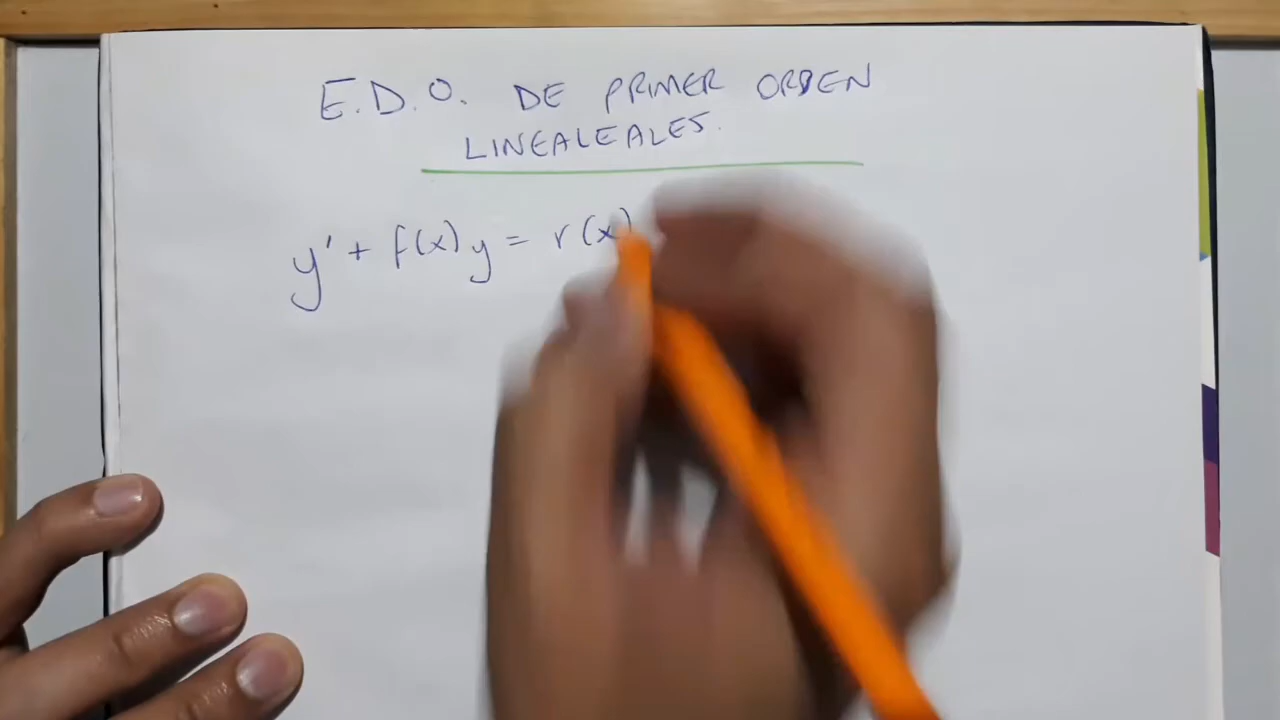 E.D.O. DE PRIMER ORDEN
LINEALEALES.
y' + f(x) y = r(x)